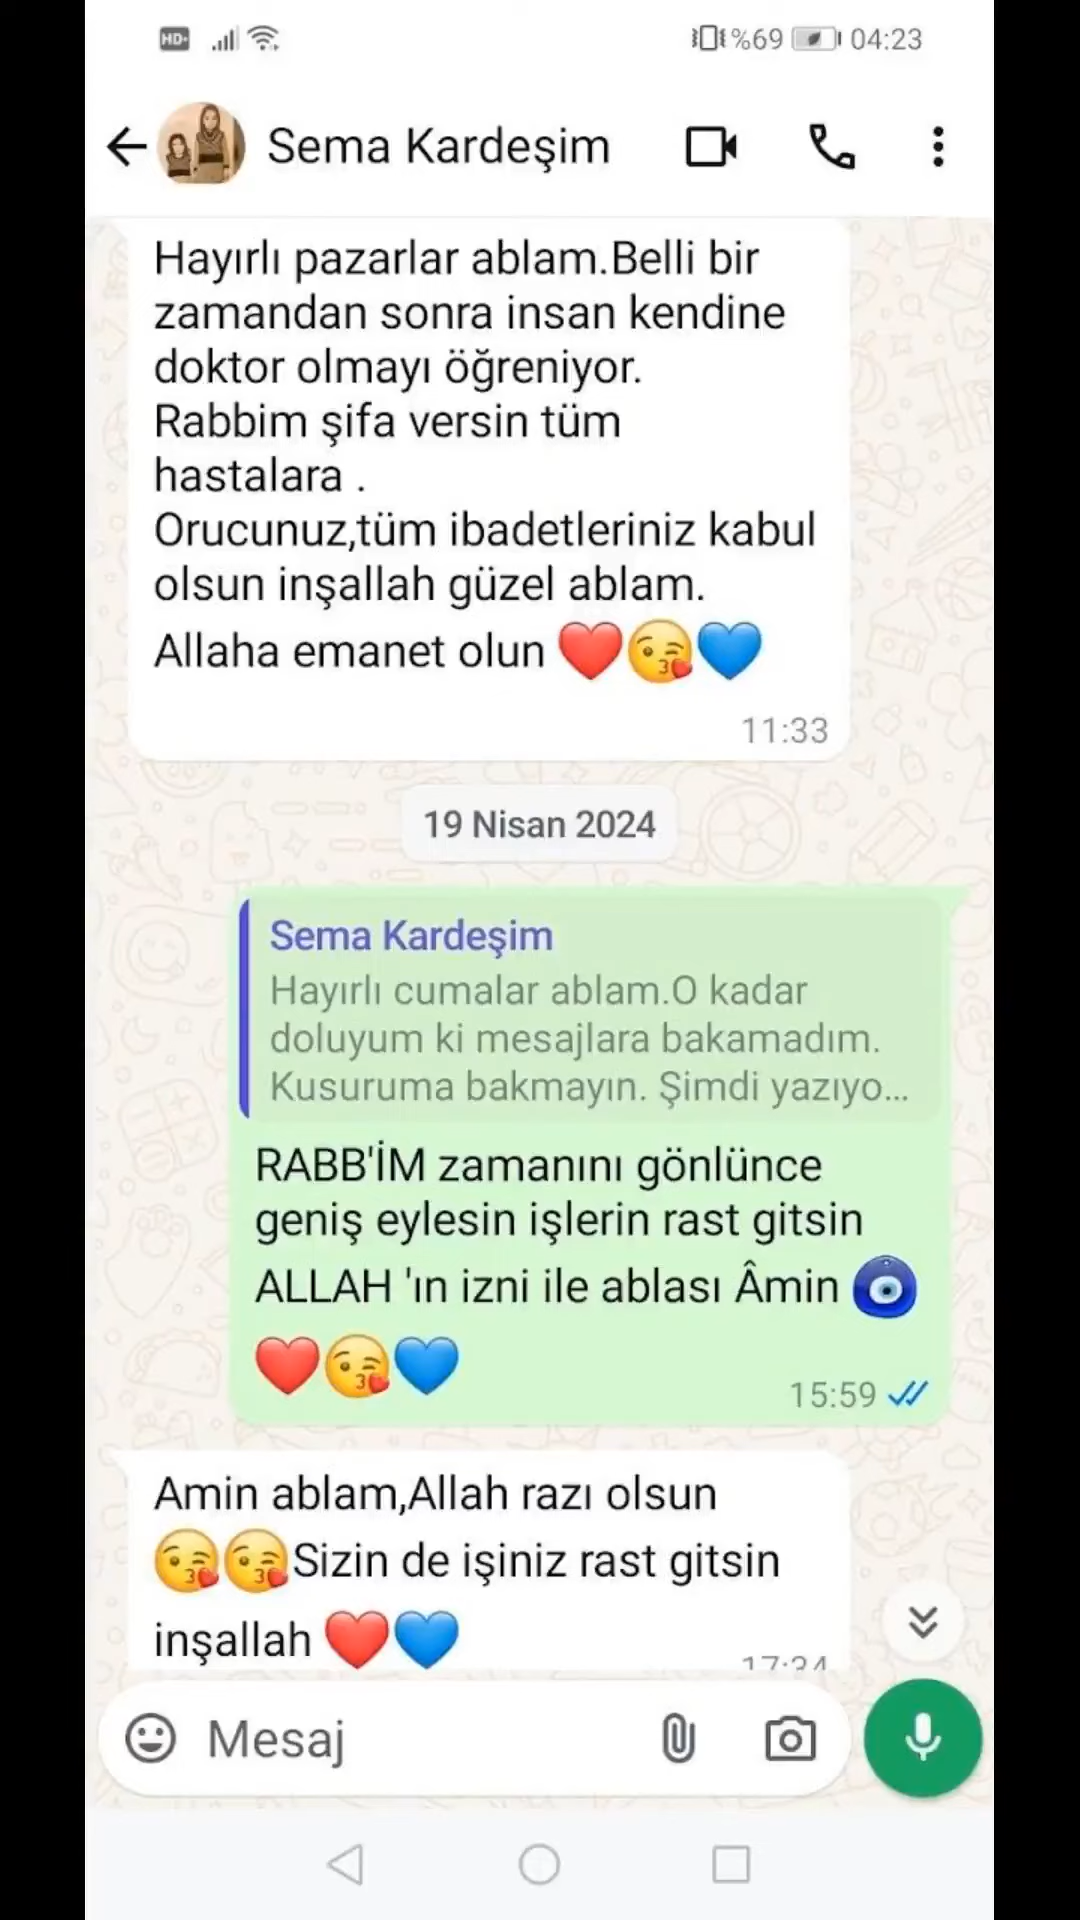 HD+ %69 04:23
Sema Kardeşim
Hayırlı pazarlar ablam.Belli bir
zamandan sonra insan kendine
doktor olmayı öğreniyor.
Rabbim şifa versin tüm
hastalara .
Orucunuz,tüm ibadetleriniz kabul
olsun inşallah güzel ablam.
Allaha emanet olun ❤️😘💙
11:33
19 Nisan 2024
Sema Kardeşim
Hayırlı cumalar ablam.O kadar
doluyum ki mesajlara bakamadım.
Kusuruma bakmayın. Şimdi yazıyo...
RABB'İM zamanını gönlünce
geniş eylesin işlerin rast gitsin
ALLAH 'ın izni ile ablası Âmin 🧿
❤️😘💙
15:59
Amin ablam,Allah razı olsun
😘😘Sizin de işiniz rast gitsin
inşallah ❤️💙
17:34
Mesaj